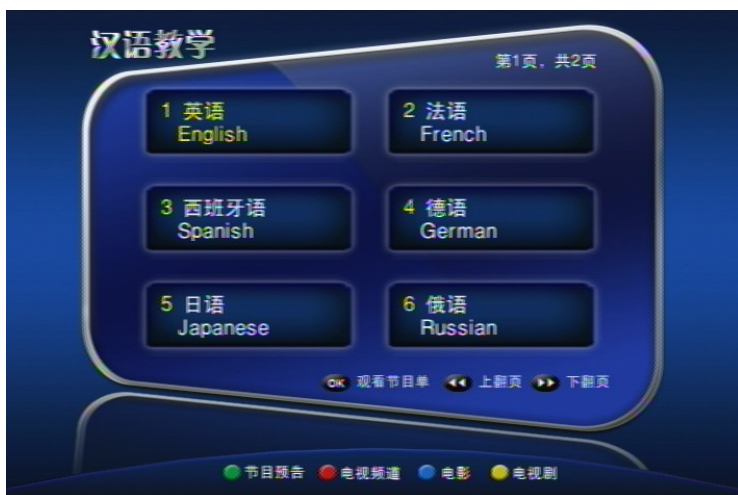 汉语教学
第1页，共2页
1 英语
English
2 法语
French
3 西班牙语
Spanish
4 德语
German
5 日语
Japanese
6 俄语
Russian
OK 观看节目单 上翻页 下翻页
节目预告 电视频道 电影 电视剧